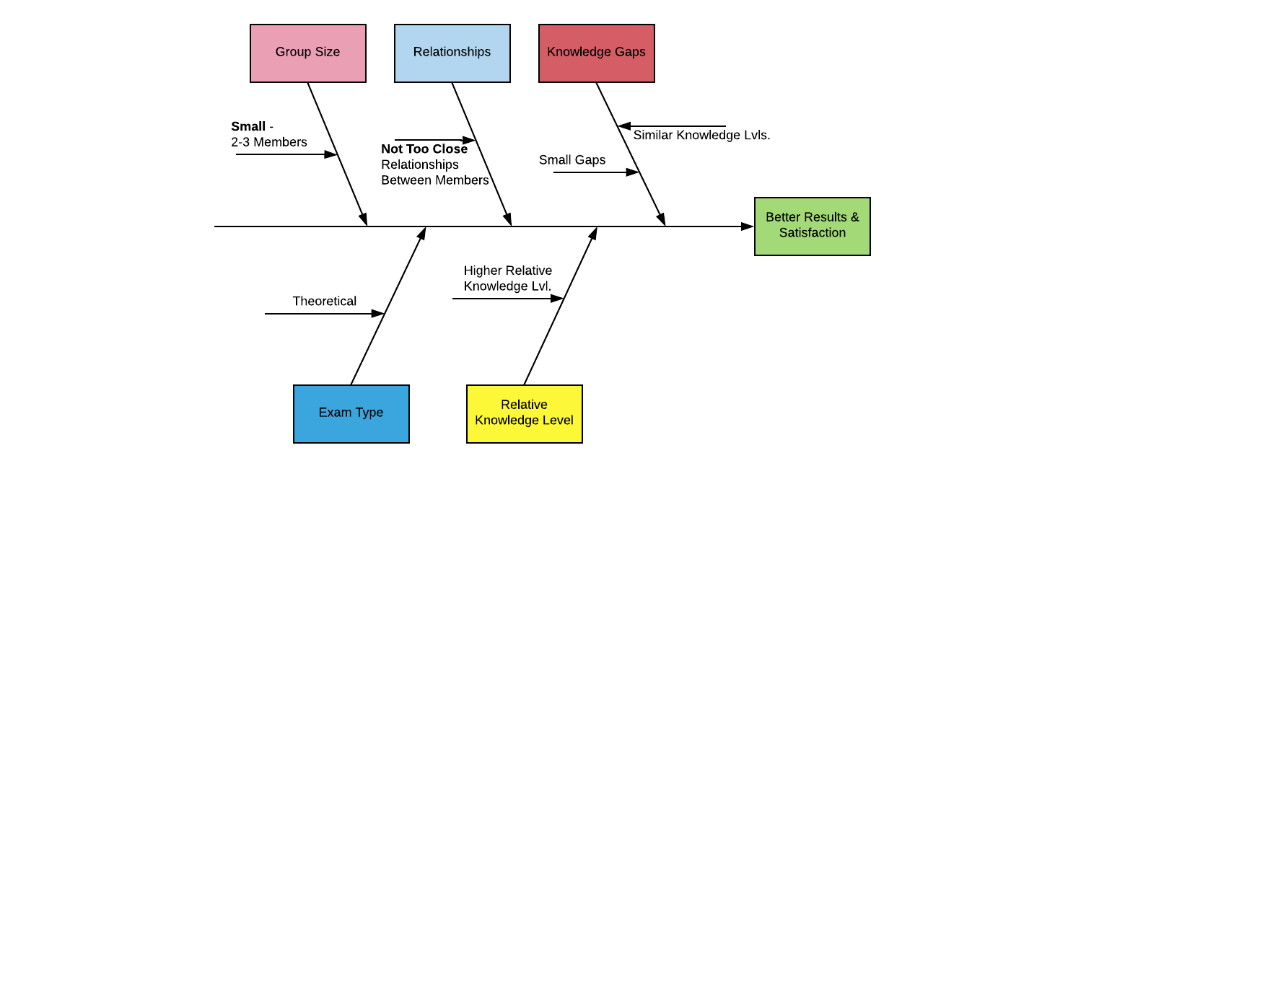 Group Size
Relationships
Knowledge Gaps
Small -
2-3 Members
Similar Knowledge Lvls.
Not Too Close
Relationships
Between Members
Small Gaps
Better Results &
Satisfaction
Higher Relative
Knowledge Lvl.
Theoretical
Exam Type
Relative
Knowledge Level